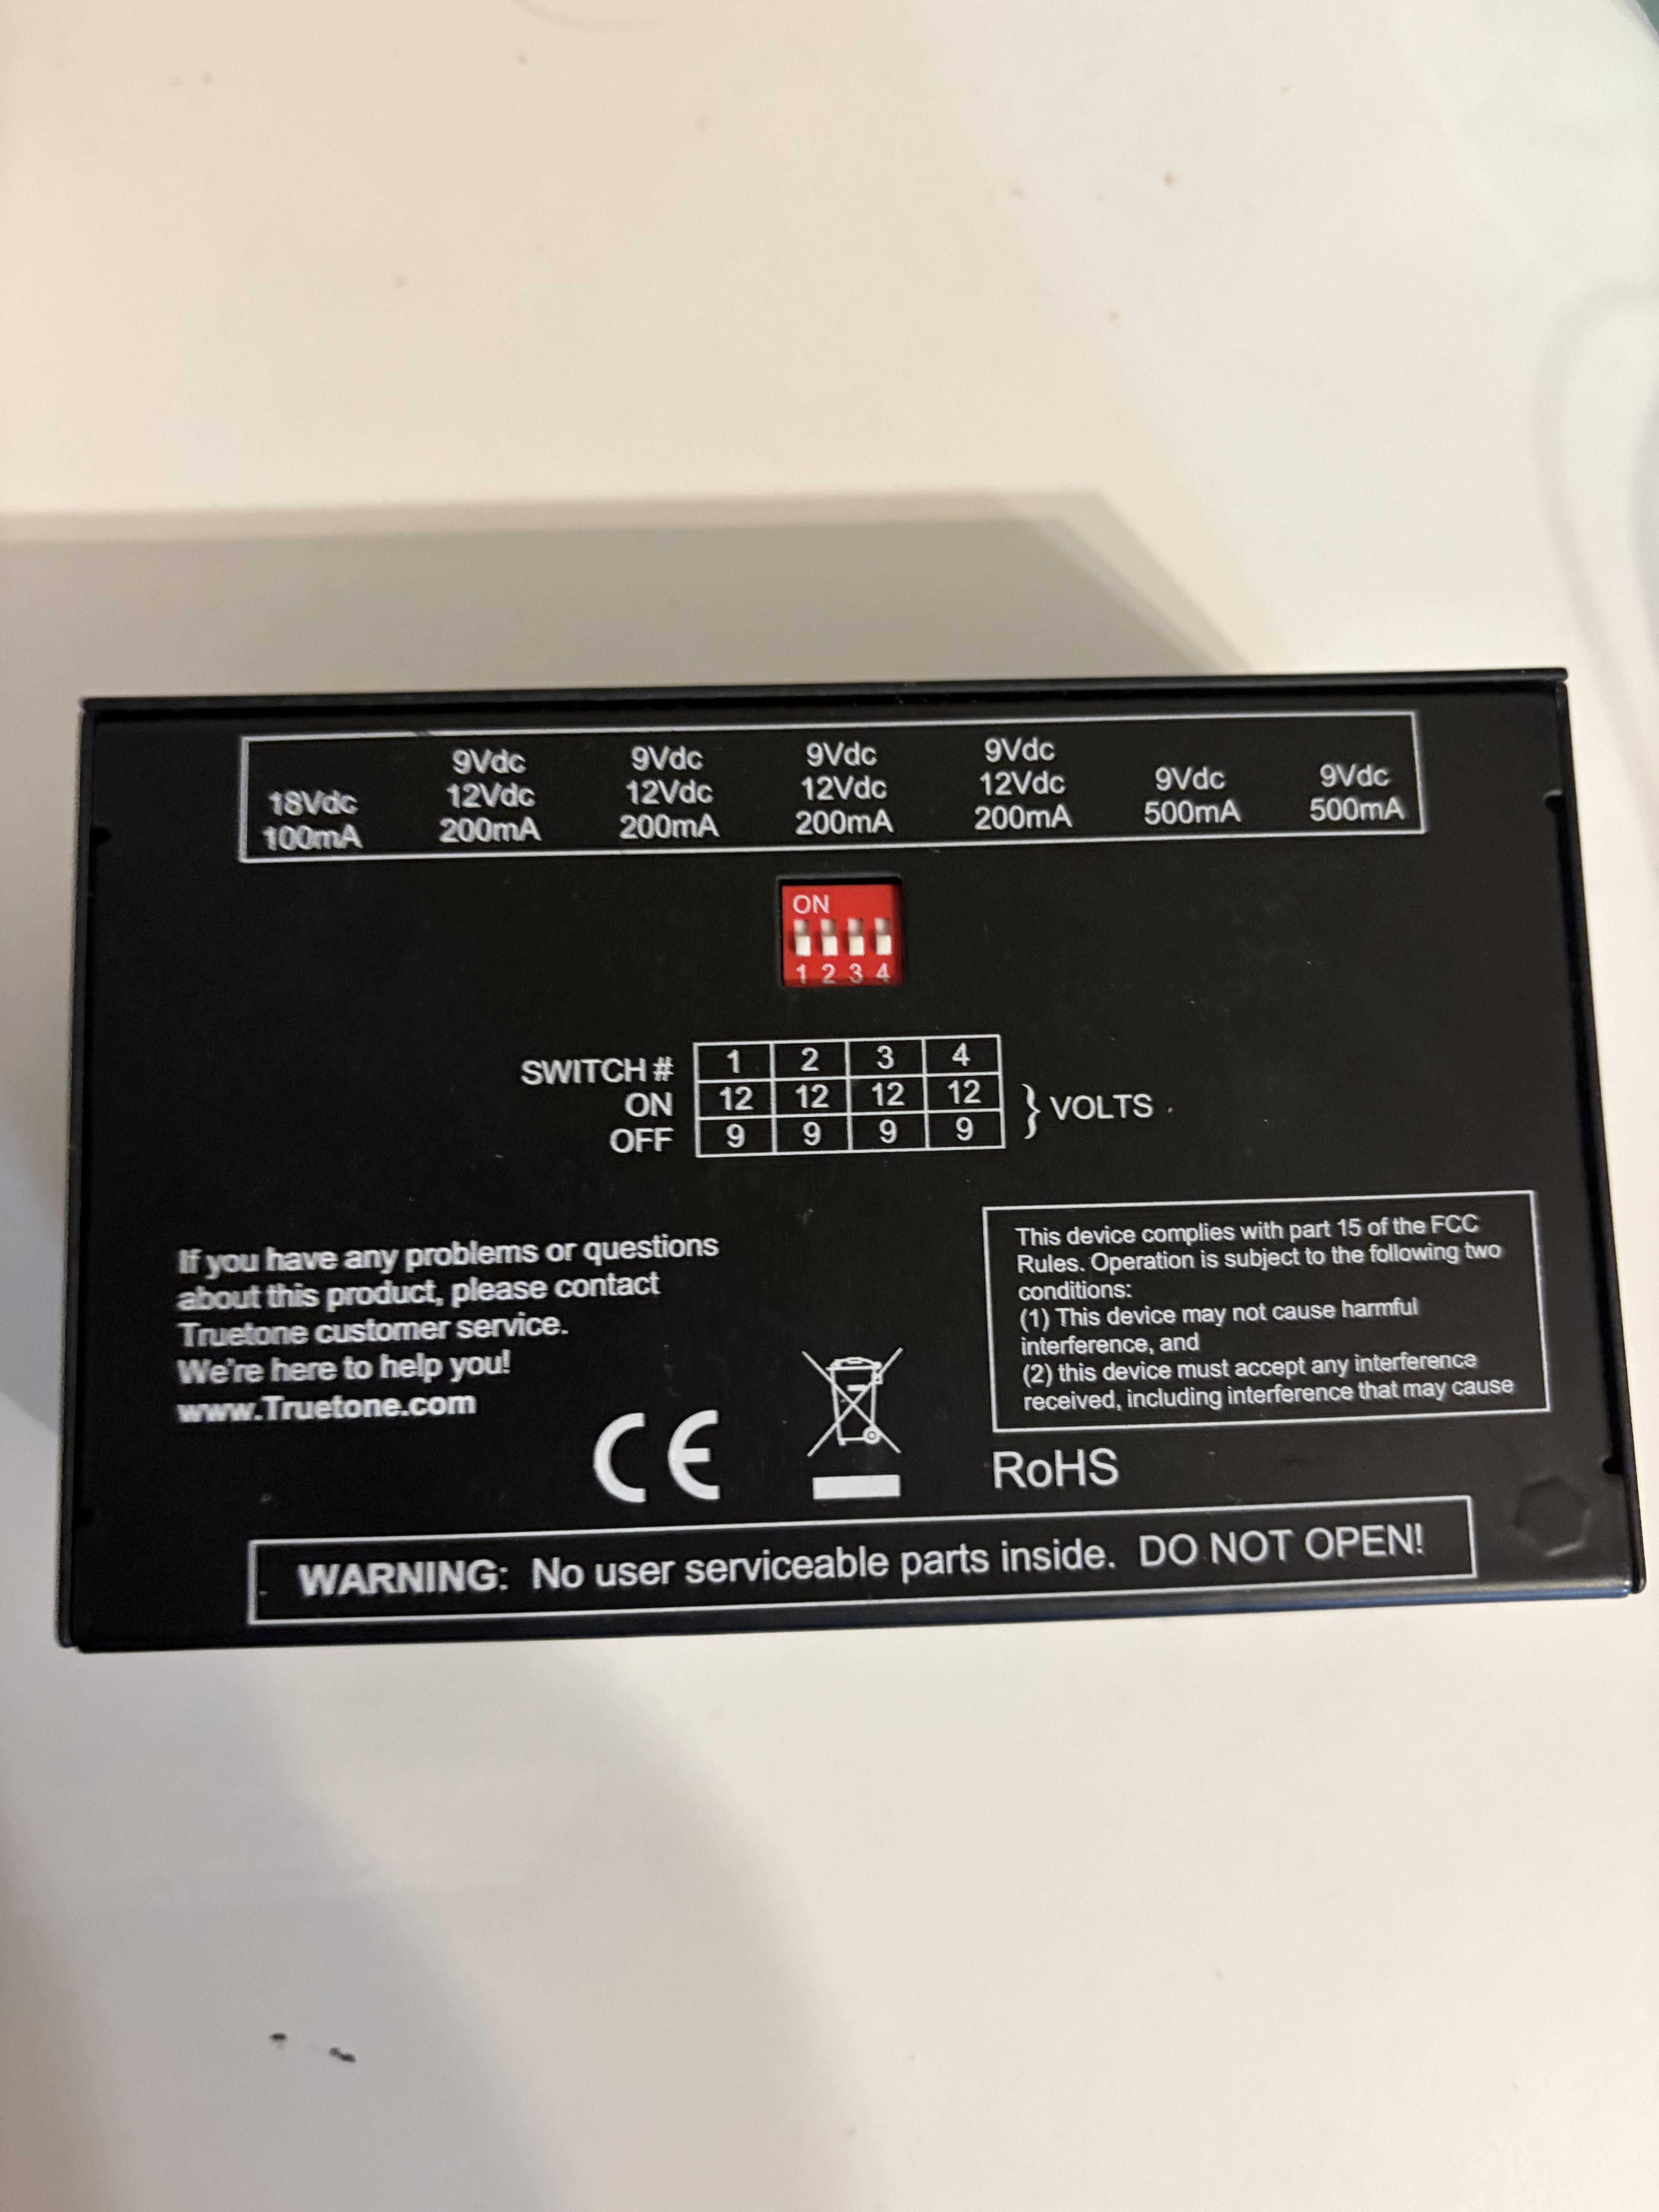 18Vdc
100mA
9Vdc
12Vdc
200mA
9Vdc
12Vdc
200mA
9Vdc
12Vdc
200mA
9Vdc
12Vdc
200mA
9Vdc
500mA
9Vdc
500mA
ON
1 2 3 4
SWITCH # 1 2 3 4
ON 12 12 12 12
OFF 9 9 9 9
} VOLTS
If you have any problems or questions
about this product, please contact
Truetone customer service.
We're here to help you!
www.Truetone.com
This device complies with part 15 of the FCC
Rules. Operation is subject to the following two
conditions:
(1) This device may not cause harmful
interference, and
(2) this device must accept any interference
received, including interference that may cause
CE
RoHS
WARNING: No user serviceable parts inside. DO NOT OPEN!